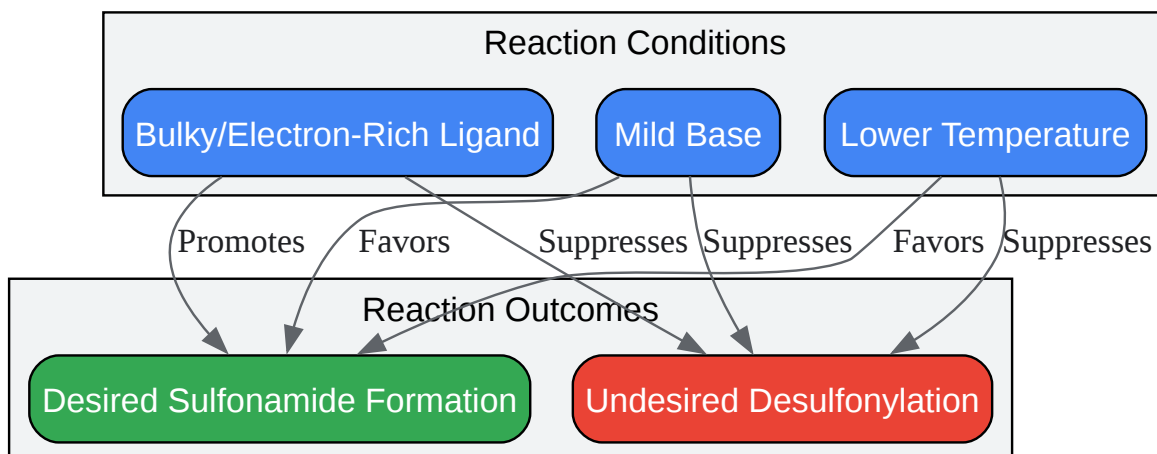 Reaction Conditions
Bulky/Electron-Rich Ligand
Mild Base
Lower Temperature
Promotes
Favors
Suppresses
Suppresses
Favors
Suppresses
Reaction Outcomes
Desired Sulfonamide Formation
Undesired Desulfonylation